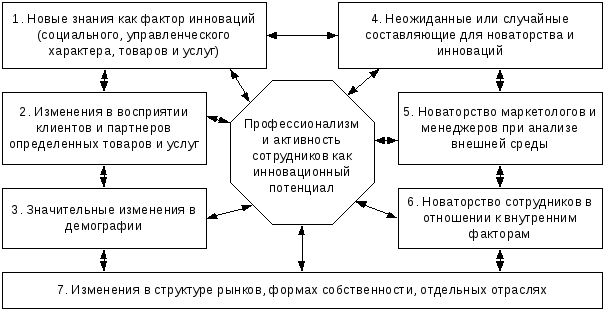 1. Новые знания как фактор инноваций
(социального, управленческого
характера, товаров и услуг)
4. Неожиданные или случайные
составляющие для новаторства и
инноваций
2. Изменения в восприятии
клиентов и партнеров
определенных товаров и услуг
Профессионализм
и активность
сотрудников как
инновационный
потенциал
5. Новаторство маркетологов и
менеджеров при анализе
внешней среды
3. Значительные изменения в
демографии
6. Новаторство сотрудников в
отношении к внутренним
факторам
7. Изменения в структуре рынков, формах собственности, отдельных отраслях